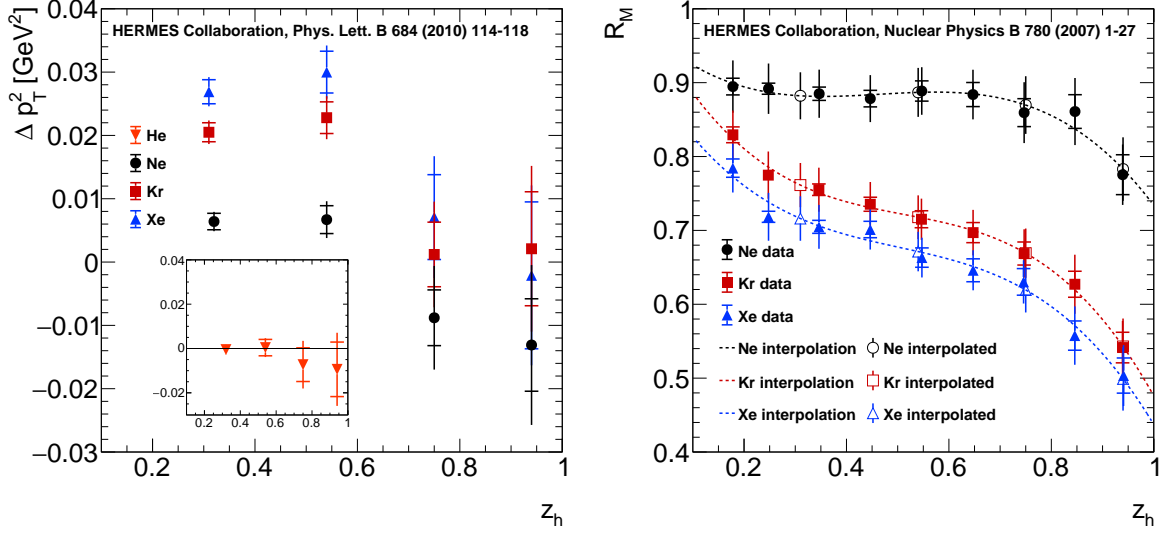 HERMES Collaboration, Phys. Lett. B 684 (2010) 114-118
Δ p²_T [GeV²]
0.04
0.03
0.02
0.01
0
−0.01
−0.02
−0.03
He
Ne
Kr
Xe
0.04
0.02
0
−0.02
0.2 0.4 0.6 0.8 1
0.2 0.4 0.6 0.8 1
z_h
HERMES Collaboration, Nuclear Physics B 780 (2007) 1-27
R_M
1
0.9
0.8
0.7
0.6
0.5
0.4
Ne data
Kr data
Xe data
Ne interpolation Ne interpolated
Kr interpolation Kr interpolated
Xe interpolation Xe interpolated
0.2 0.4 0.6 0.8 1
z_h